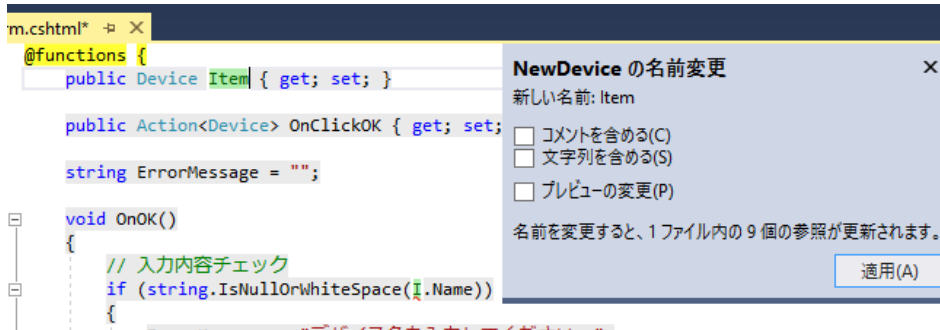 rm.cshtml*
@functions {
public Device Item { get; set; }
public Action<Device> OnClickOK { get; set;
string ErrorMessage = "";
void OnOK()
{
// 入力内容チェック
if (string.IsNullOrWhiteSpace(I.Name))
{
NewDevice の名前変更
新しい名前: Item
コメントを含める(C)
文字列を含める(S)
プレビューの変更(P)
名前を変更すると、1 ファイル内の 9 個の参照が更新されます。
適用(A)